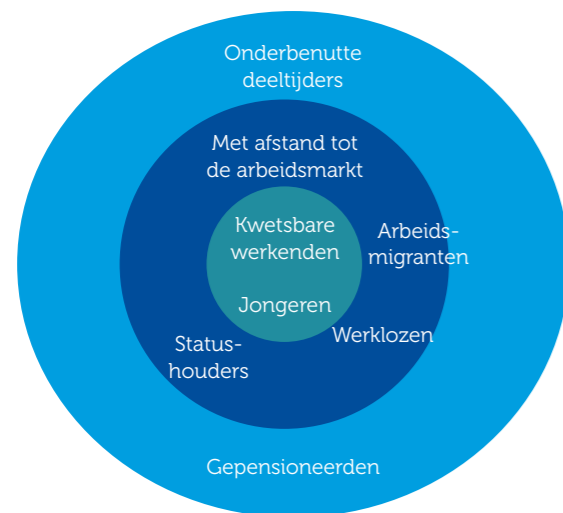 Onderbenutte
deeltijders
Met afstand tot
de arbeidsmarkt
Kwetsbare
werkenden
Arbeids-
migranten
Jongeren
Werklozen
Status-
houders
Gepensioneerden